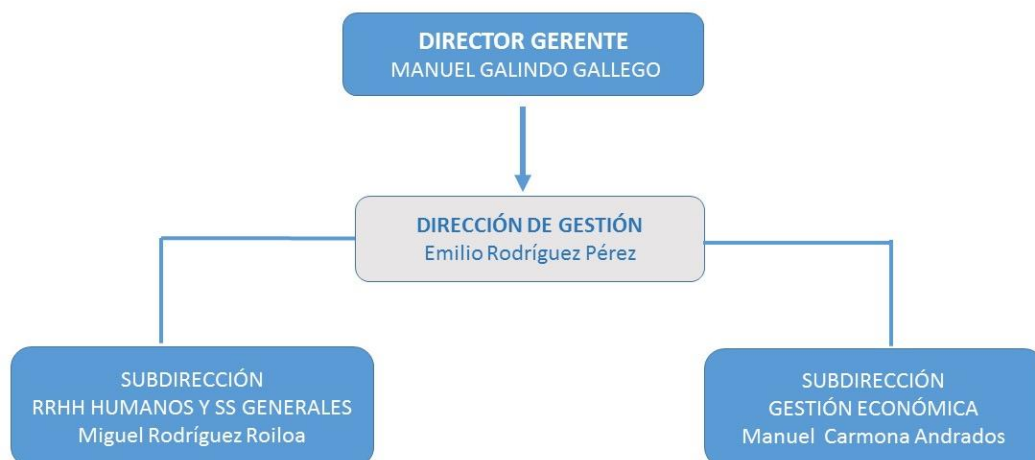 DIRECTOR GERENTE
MANUEL GALINDO GALLEGO
DIRECCIÓN DE GESTIÓN
Emilio Rodríguez Pérez
SUBDIRECCIÓN
RRHH HUMANOS Y SS GENERALES
Miguel Rodríguez Roiloa
SUBDIRECCIÓN
GESTIÓN ECONÓMICA
Manuel Carmona Andrados